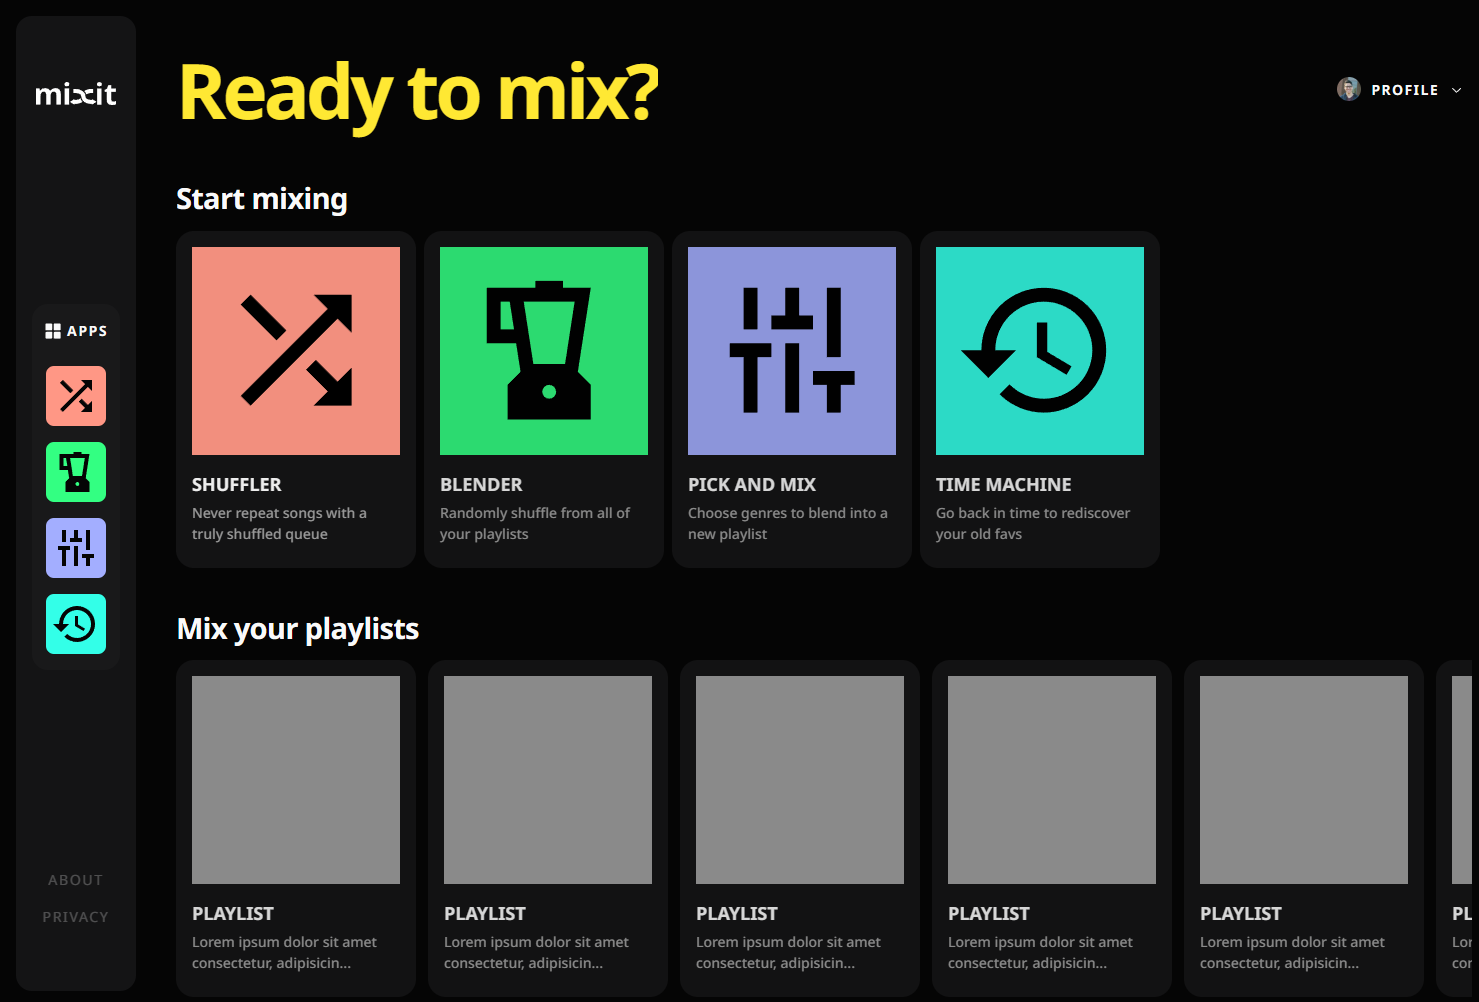 mixit
Ready to mix?
PROFILE
Start mixing
APPS
SHUFFLER
Never repeat songs with a
truly shuffled queue
BLENDER
Randomly shuffle from all of
your playlists
PICK AND MIX
Choose genres to blend into a
new playlist
TIME MACHINE
Go back in time to rediscover
your old favs
Mix your playlists
PLAYLIST
Lorem ipsum dolor sit amet
consectetur, adipisicin...
PLAYLIST
Lorem ipsum dolor sit amet
consectetur, adipisicin...
PLAYLIST
Lorem ipsum dolor sit amet
consectetur, adipisicin...
PLAYLIST
Lorem ipsum dolor sit amet
consectetur, adipisicin...
PLAYLIST
Lorem ipsum dolor sit amet
consectetur, adipisicin...
ABOUT
PRIVACY